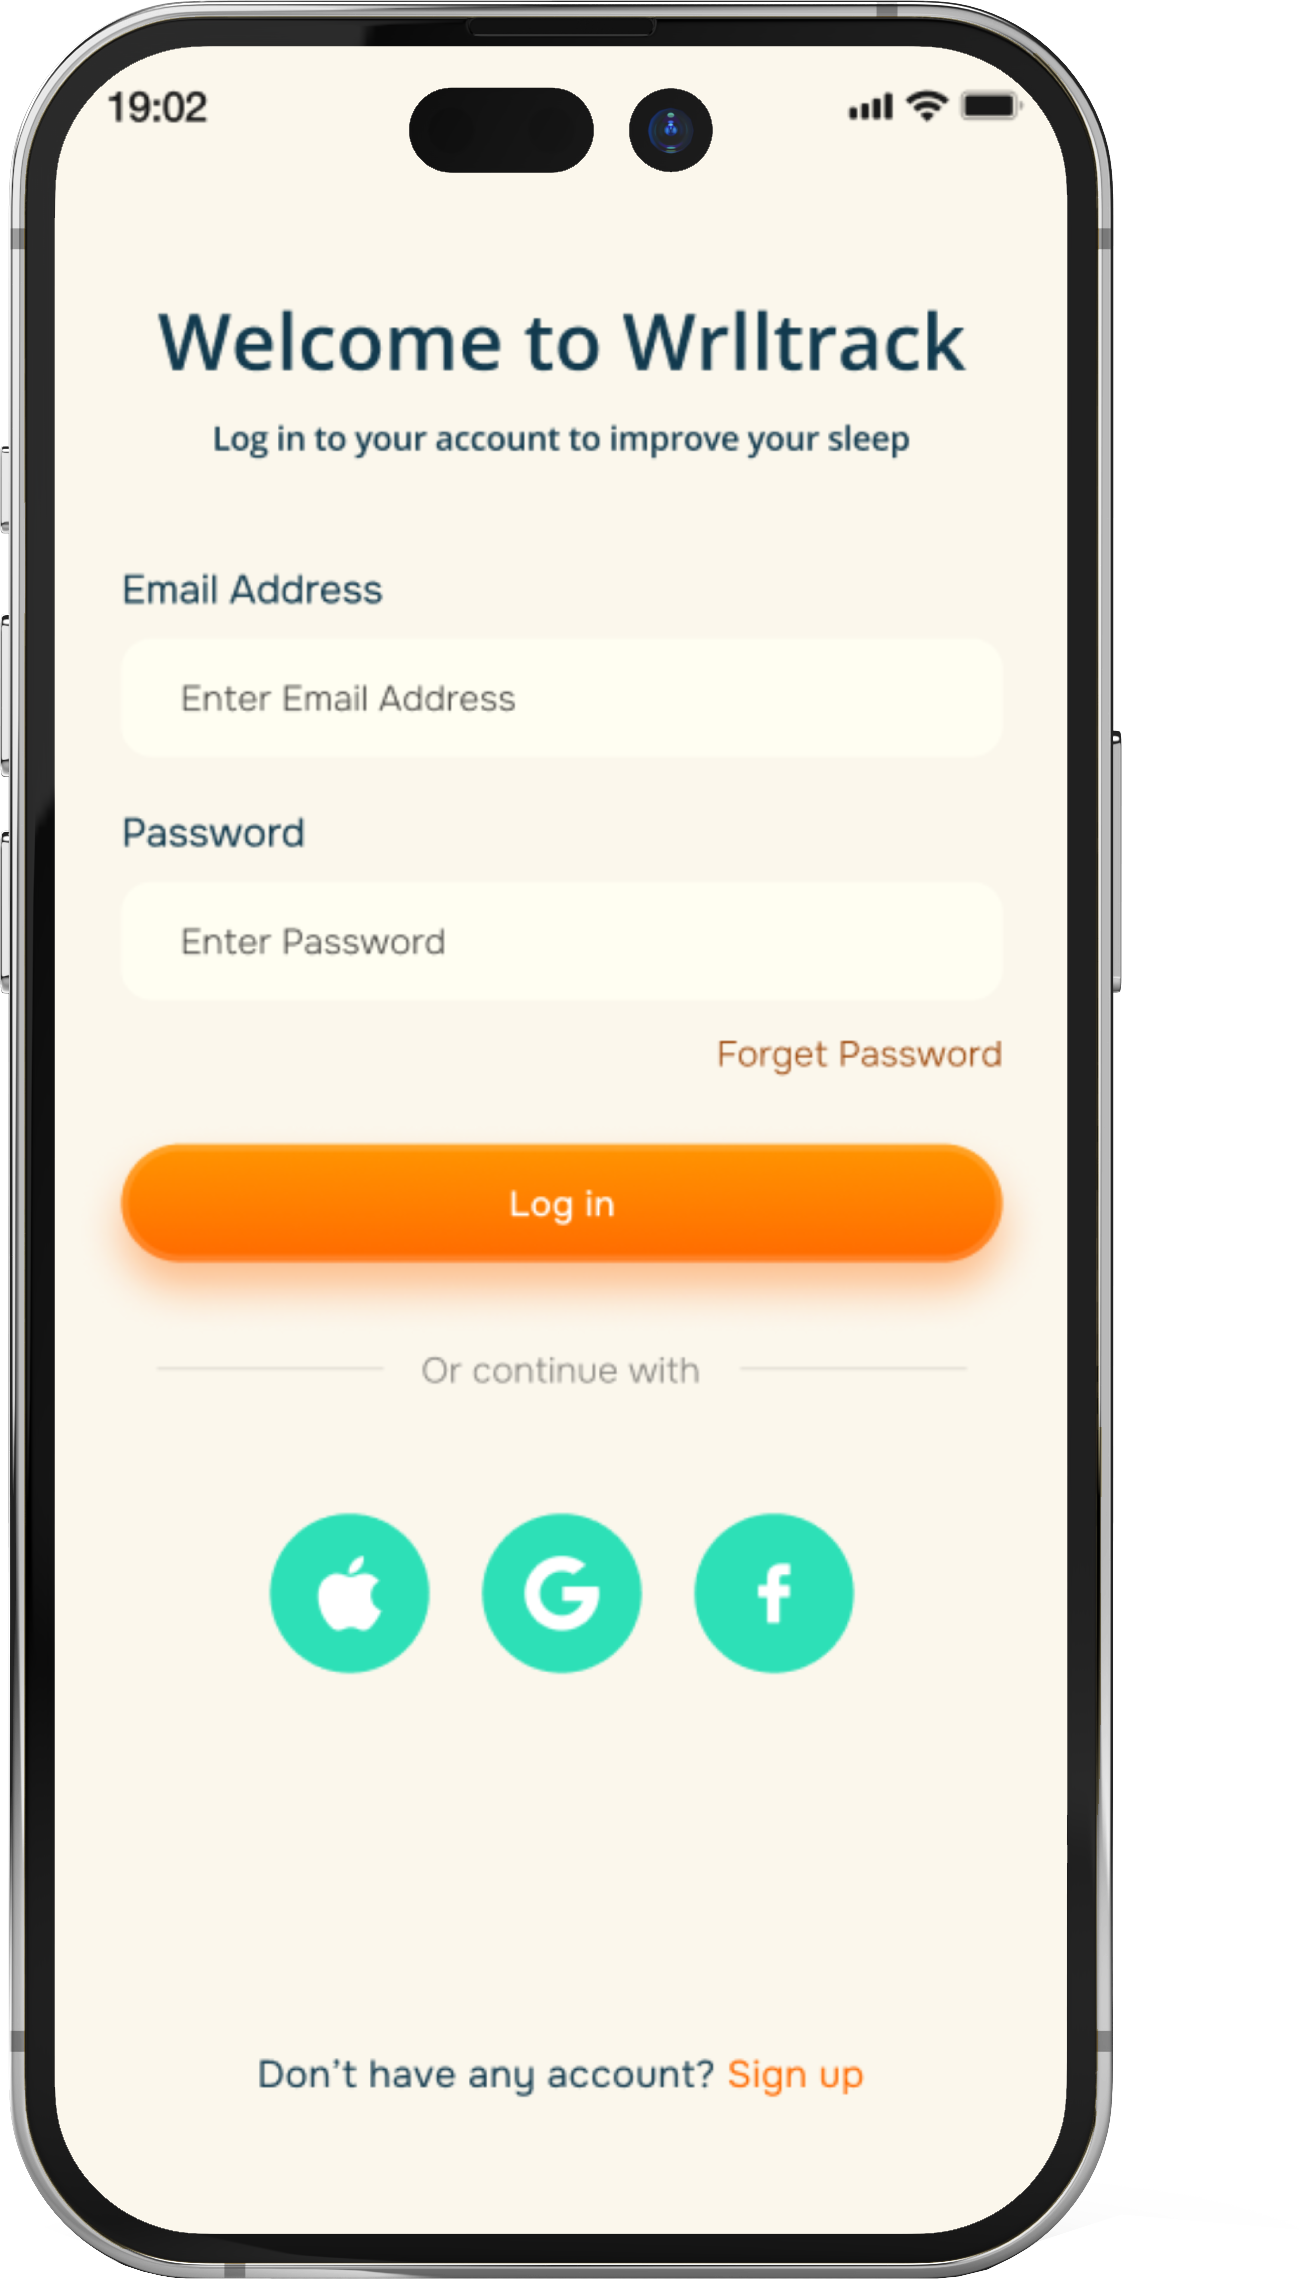 19:02
Welcome to Wrlltrack
Log in to your account to improve your sleep
Email Address
Enter Email Address
Password
Enter Password
Forget Password
Log in
Or continue with
Don’t have any account? Sign up